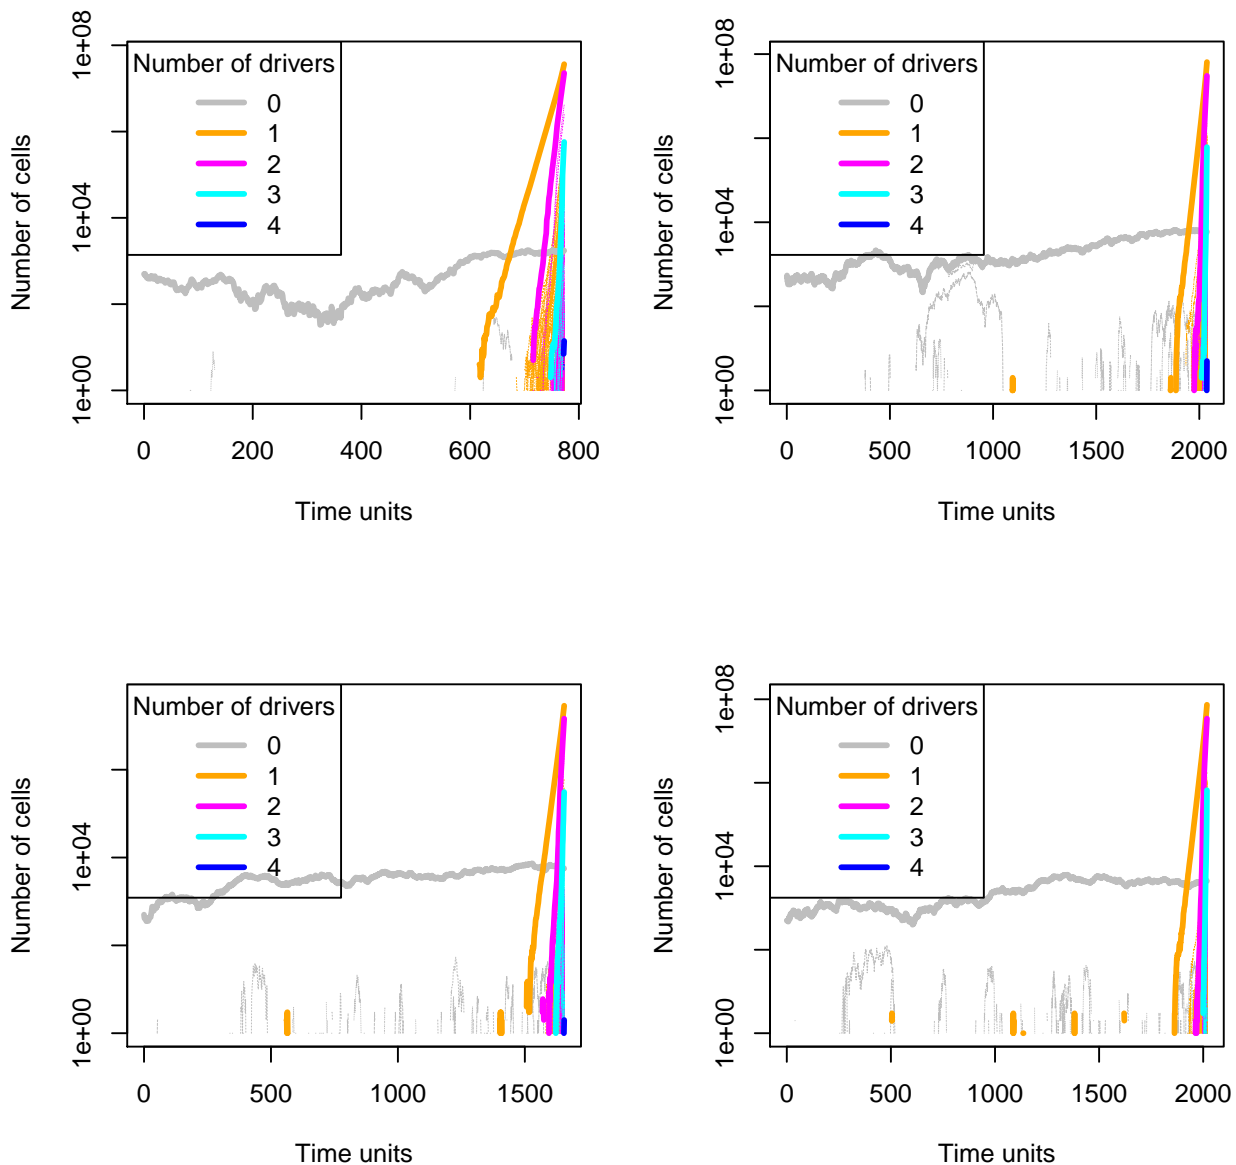 Number of drivers
0
1
2
3
4
Number of cells
1e+00
1e+04
1e+08
0
200
400
600
800
Time units
Number of drivers
0
1
2
3
4
Number of cells
1e+00
1e+04
1e+08
0
500
1000
1500
2000
Time units
Number of drivers
0
1
2
3
4
Number of cells
1e+00
1e+04
0
500
1000
1500
Time units
Number of drivers
0
1
2
3
4
Number of cells
1e+00
1e+04
1e+08
0
500
1000
1500
2000
Time units